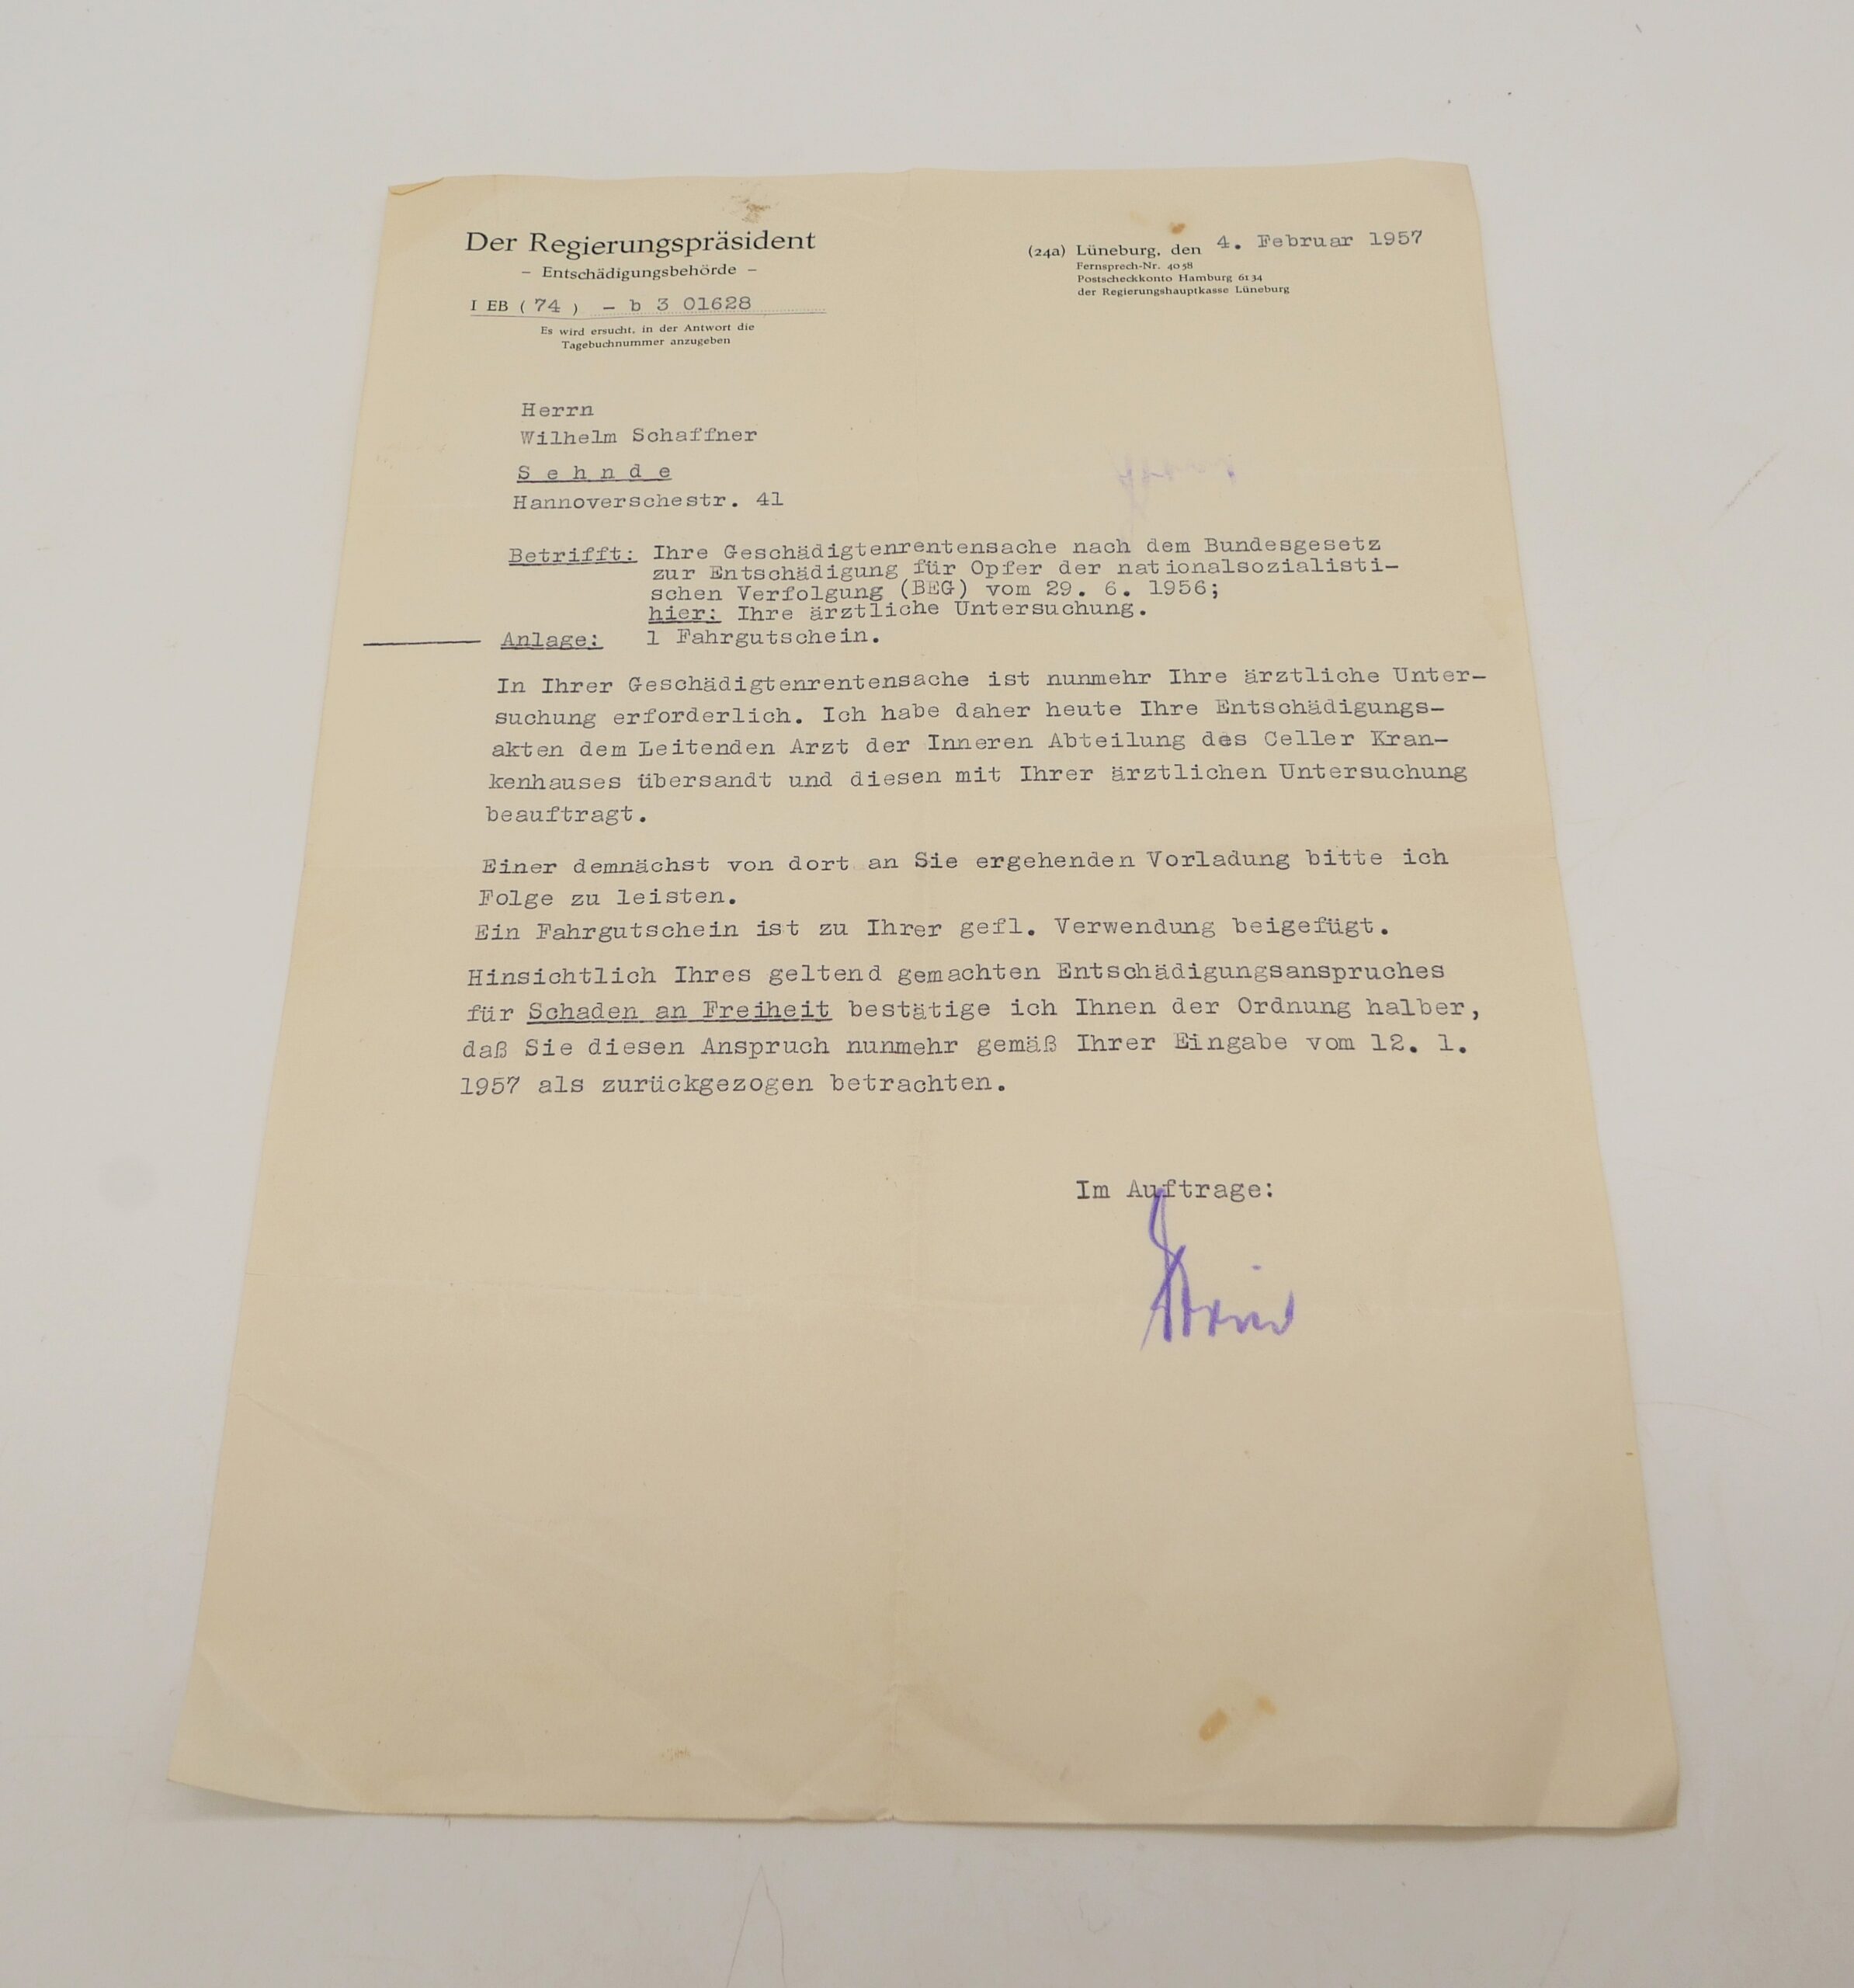 Der Regierungspräsident
– Entschädigungsbehörde –
I EB ( 74 ) – b 3 01628
Es wird ersucht, in der Antwort die
Tagebuchnummer anzugeben
(24a) Lüneburg, den 4. Februar 1957
Fernsprech-Nr. 4058
Postscheckkonto Hamburg 6134
der Regierungshauptkasse Lüneburg
Herrn
Wilhelm Schaffner
S e h n d e
Hannoverschestr. 41
Betrifft: Ihre Geschädigtenrentensache nach dem Bundesgesetz
zur Entschädigung für Opfer der nationalsozialisti-
schen Verfolgung (BEG) vom 29. 6. 1956;
hier: Ihre ärztliche Untersuchung.
Anlage: 1 Fahrgutschein.
In Ihrer Geschädigtenrentensache ist nunmehr Ihre ärztliche Unter-
suchung erforderlich. Ich habe daher heute Ihre Entschädigungs-
akten dem Leitenden Arzt der Inneren Abteilung des Celler Kran-
kenhauses übersandt und diesen mit Ihrer ärztlichen Untersuchung
beauftragt.
Einer demnächst von dort an Sie ergehenden Vorladung bitte ich
Folge zu leisten.
Ein Fahrgutschein ist zu Ihrer gefl. Verwendung beigefügt.
Hinsichtlich Ihres geltend gemachten Entschädigungsanspruches
für Schaden an Freiheit bestätige ich Ihnen der Ordnung halber,
daß Sie diesen Anspruch nunmehr gemäß Ihrer Eingabe vom 12. 1.
1957 als zurückgezogen betrachten.
Im Auftrage: